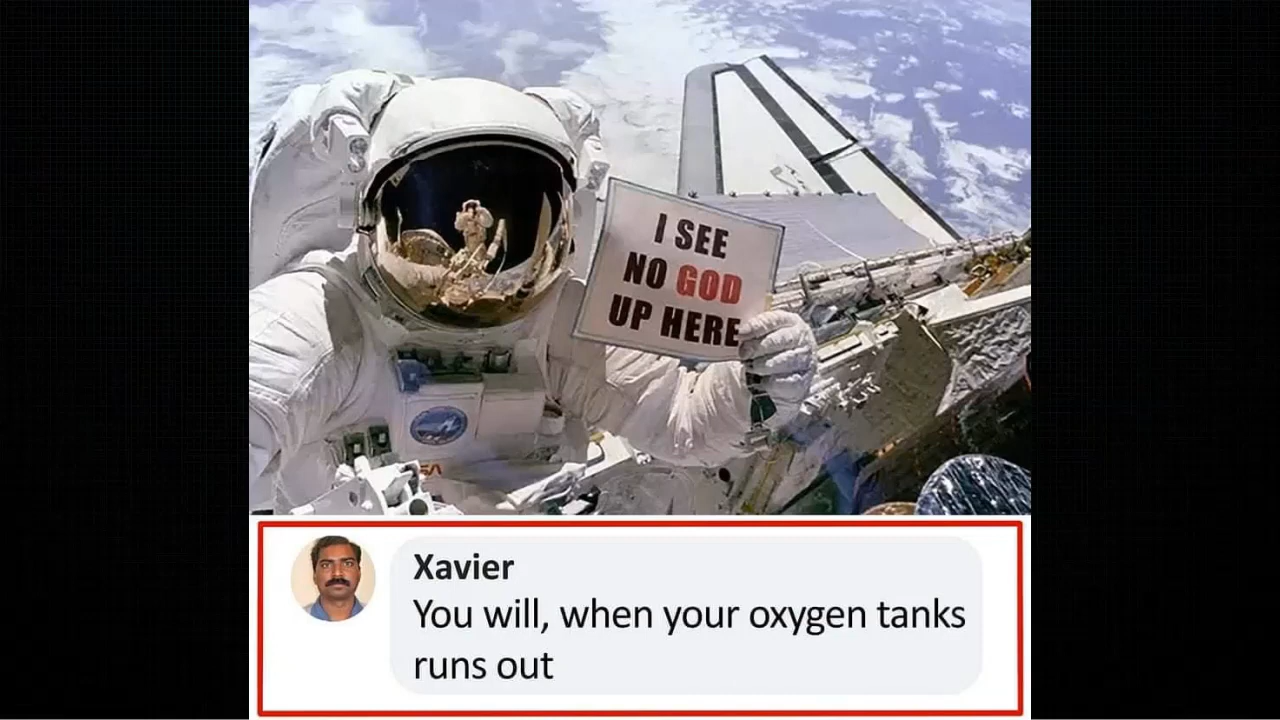 I SEE
NO GOD
UP HERE
Xavier
You will, when your oxygen tanks
runs out